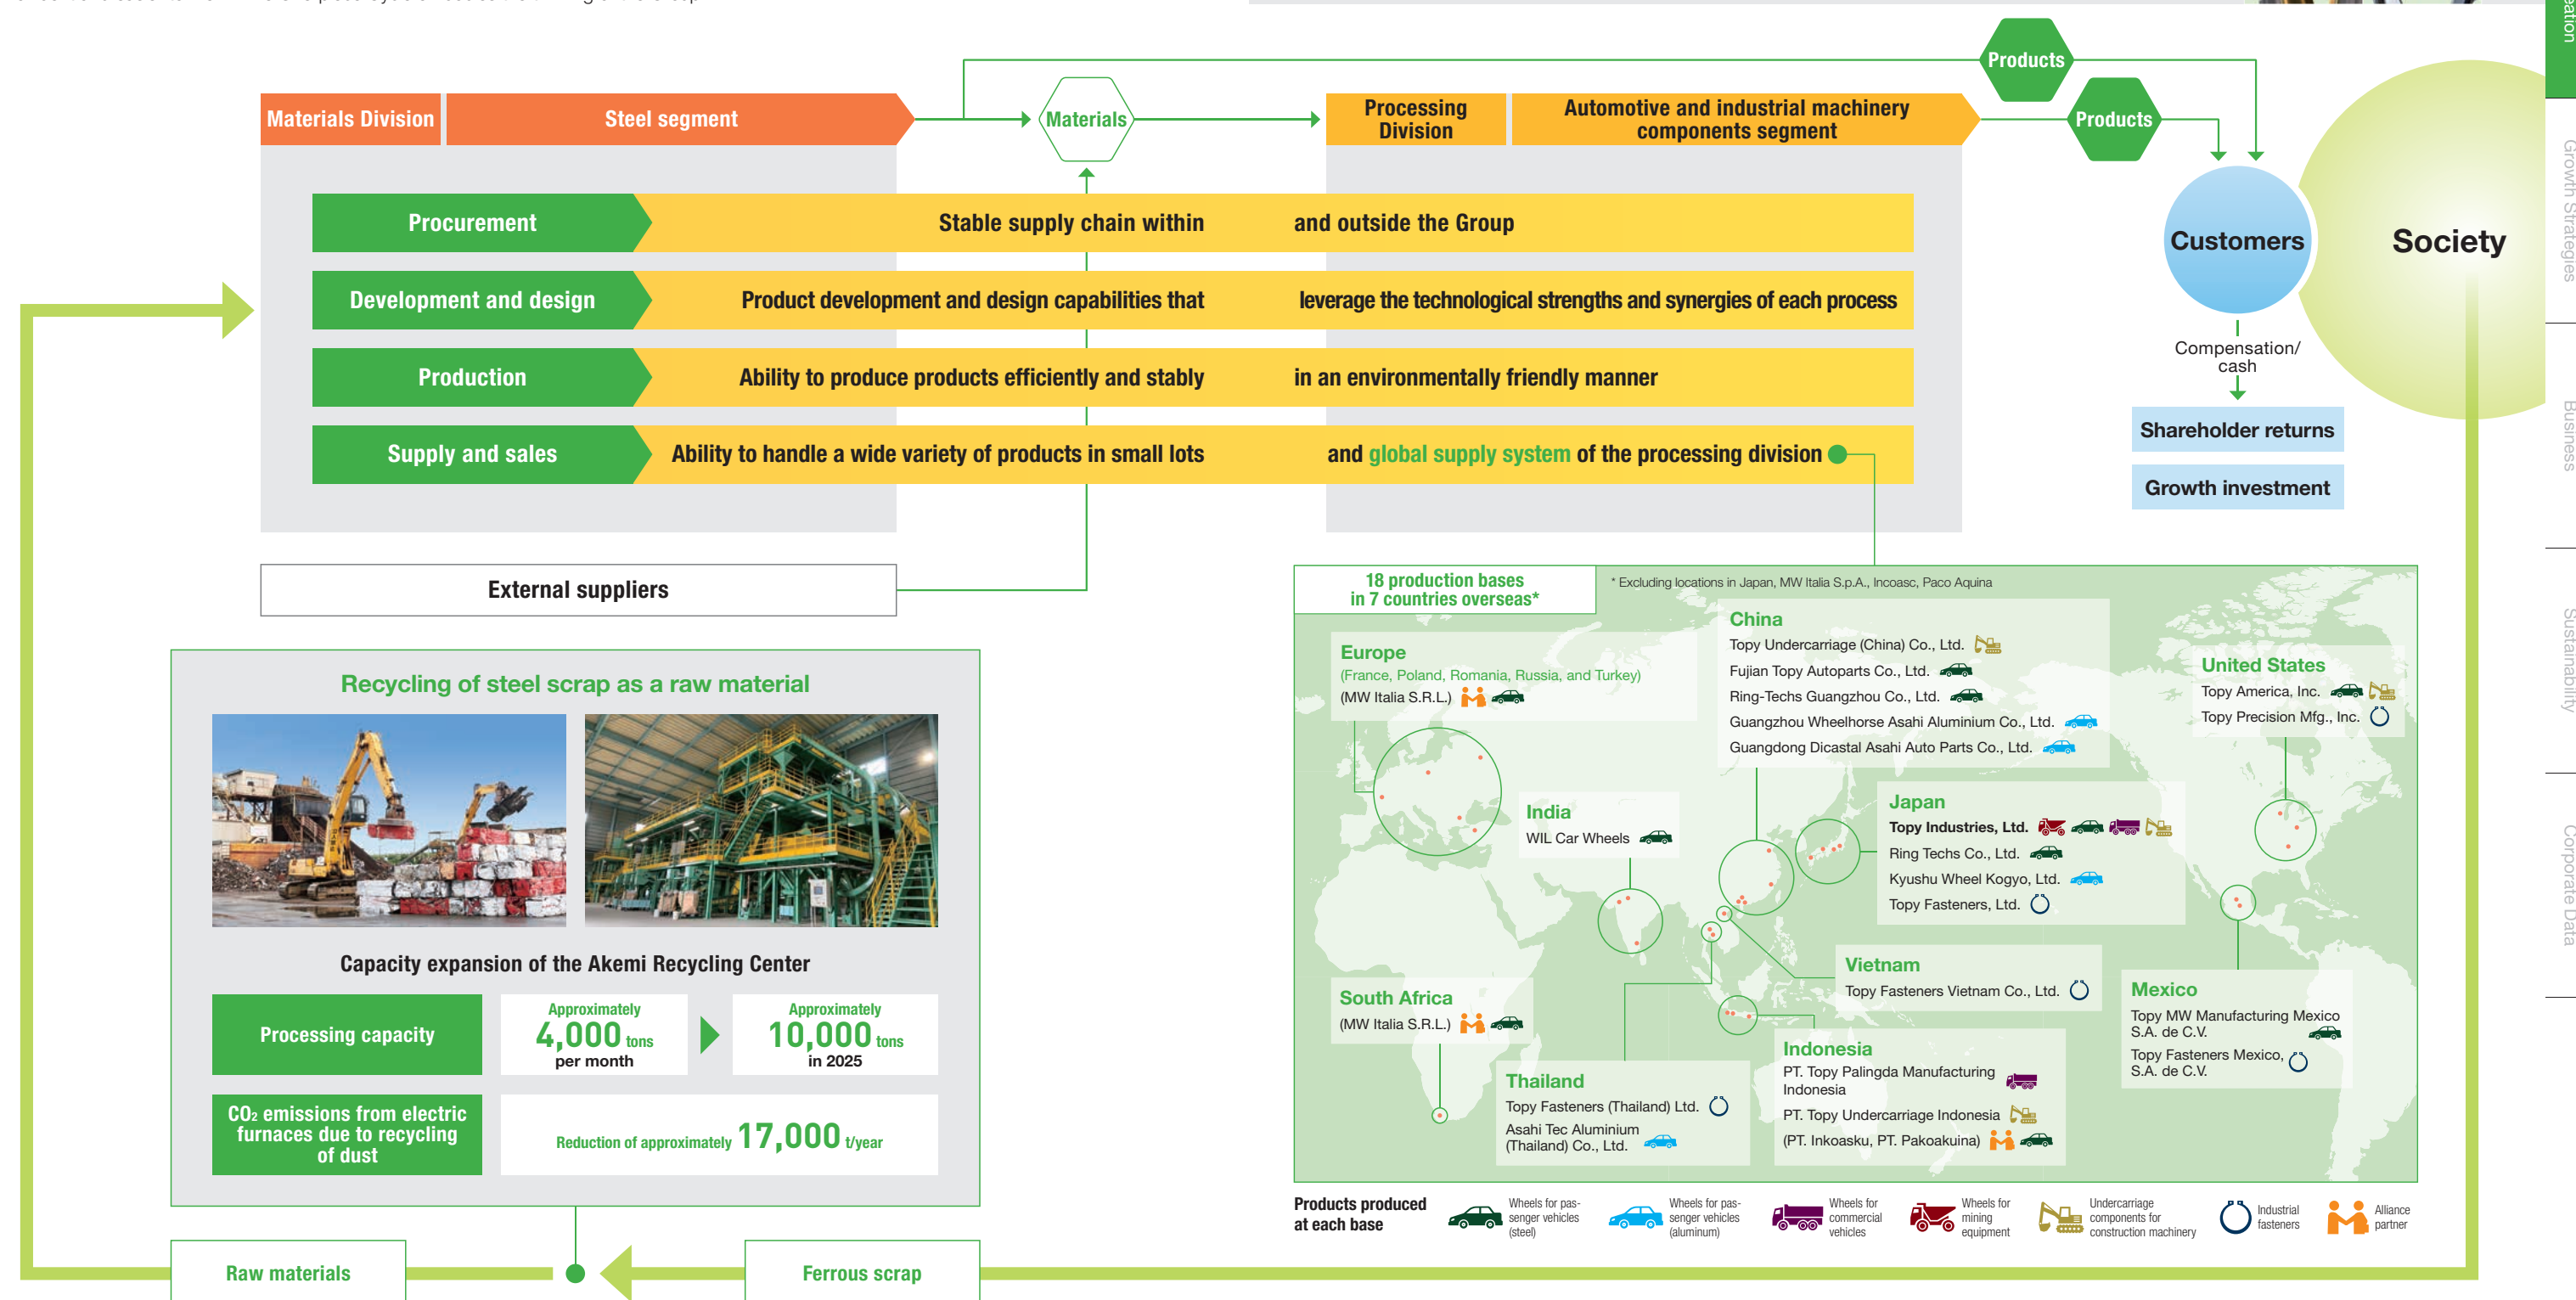 Products
Products
Materials Division
Steel segment
Materials
Processing
Division
Automotive and industrial machinery
components segment
Procurement
Stable supply chain within and outside the Group
Development and design
Product development and design capabilities that leverage the technological strengths and synergies of each process
Production
Ability to produce products efficiently and stably in an environmentally friendly manner
Supply and sales
Ability to handle a wide variety of products in small lots and global supply system of the processing division
Customers
Society
Compensation/
cash
Shareholder returns
Growth investment
External suppliers
Recycling of steel scrap as a raw material
Capacity expansion of the Akemi Recycling Center
Processing capacity
Approximately
4,000 tons
per month
Approximately
10,000 tons
in 2025
CO2 emissions from electric
furnaces due to recycling
of dust
Reduction of approximately 17,000 t/year
Raw materials
Ferrous scrap
18 production bases
in 7 countries overseas*
* Excluding locations in Japan, MW Italia S.p.A., Incoasc, Paco Aquina
Europe
(France, Poland, Romania, Russia, and Turkey)
(MW Italia S.R.L.)
China
Topy Undercarriage (China) Co., Ltd.
Fujian Topy Autoparts Co., Ltd.
Ring-Techs Guangzhou Co., Ltd.
Guangzhou Wheelhorse Asahi Aluminium Co., Ltd.
Guangdong Dicastal Asahi Auto Parts Co., Ltd.
United States
Topy America, Inc.
Topy Precision Mfg., Inc.
India
WIL Car Wheels
Japan
Topy Industries, Ltd.
Ring Techs Co., Ltd.
Kyushu Wheel Kogyo, Ltd.
Topy Fasteners, Ltd.
South Africa
(MW Italia S.R.L.)
Vietnam
Topy Fasteners Vietnam Co., Ltd.
Mexico
Topy MW Manufacturing Mexico
S.A. de C.V.
Topy Fasteners Mexico,
S.A. de C.V.
Thailand
Topy Fasteners (Thailand) Ltd.
Asahi Tec Aluminium
(Thailand) Co., Ltd.
Indonesia
PT. Topy Palingda Manufacturing
Indonesia
PT. Topy Undercarriage Indonesia
(PT. Inkoasku, PT. Pakoakuina)
Products produced
at each base
Wheels for pas-
senger vehicles
(steel)
Wheels for pas-
senger vehicles
(aluminum)
Wheels for
commercial
vehicles
Wheels for
mining
equipment
Undercarriage
components for
construction machinery
Industrial
fasteners
Alliance
partner
Growth Strategies
Business
Sustainability
Corporate Data